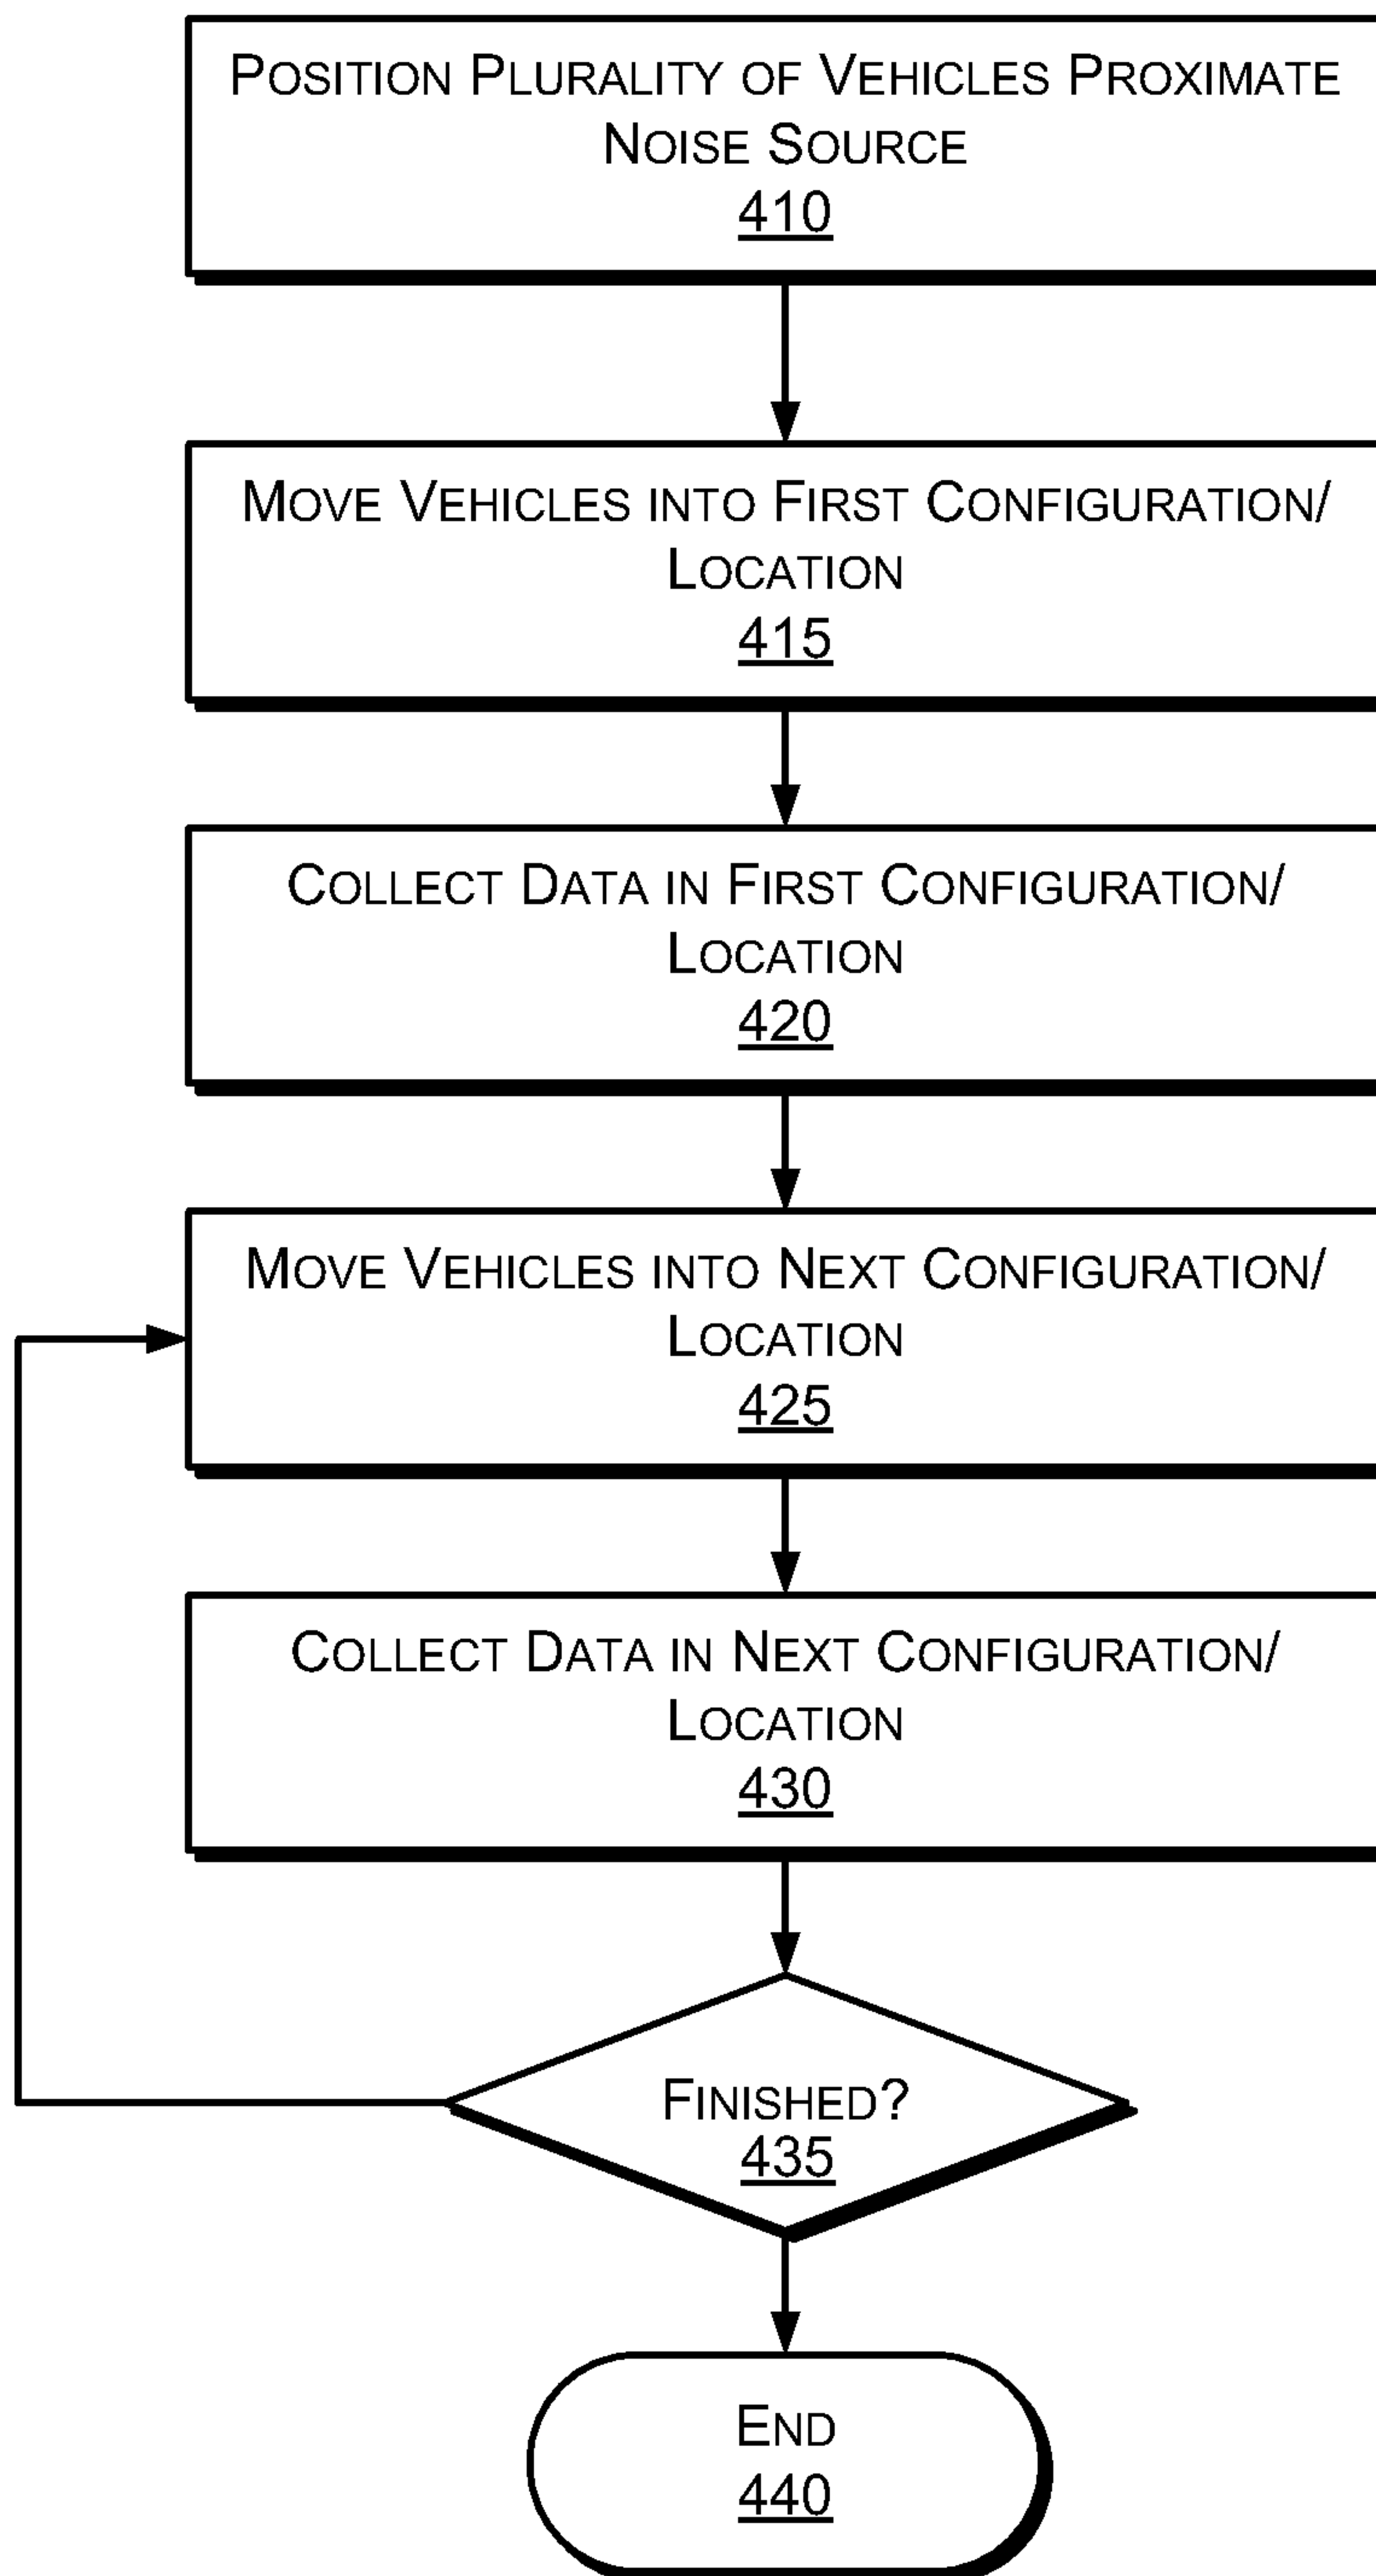 POSITION PLURALITY OF VEHICLES PROXIMATE
NOISE SOURCE
410
MOVE VEHICLES INTO FIRST CONFIGURATION/
LOCATION
415
COLLECT DATA IN FIRST CONFIGURATION/
LOCATION
420
MOVE VEHICLES INTO NEXT CONFIGURATION/
LOCATION
425
COLLECT DATA IN NEXT CONFIGURATION/
LOCATION
430
FINISHED?
435
END
440